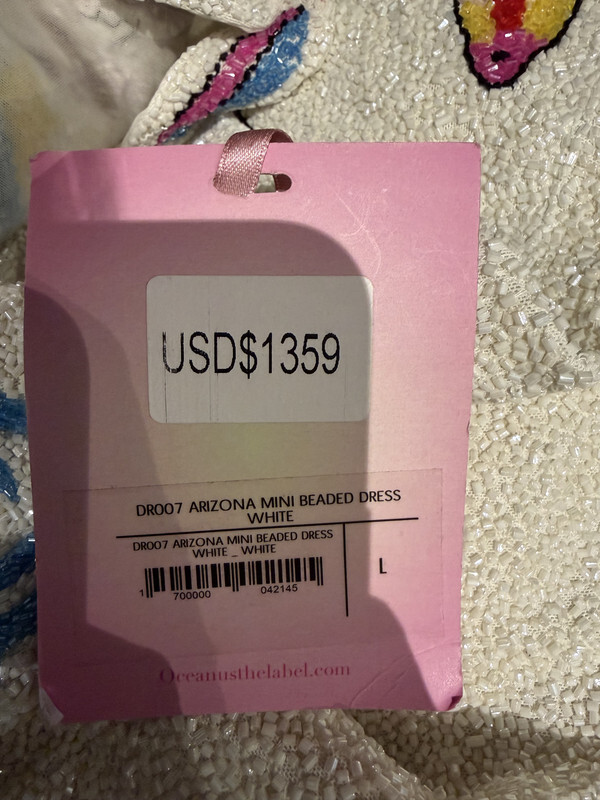 USD$1359
DR007 ARIZONA MINI BEADED DRESS
WHITE
DR007 ARIZONA MINI BEADED DRESS
WHITE _ WHITE
L
1 700000 042145
Oceanusthelabel.com